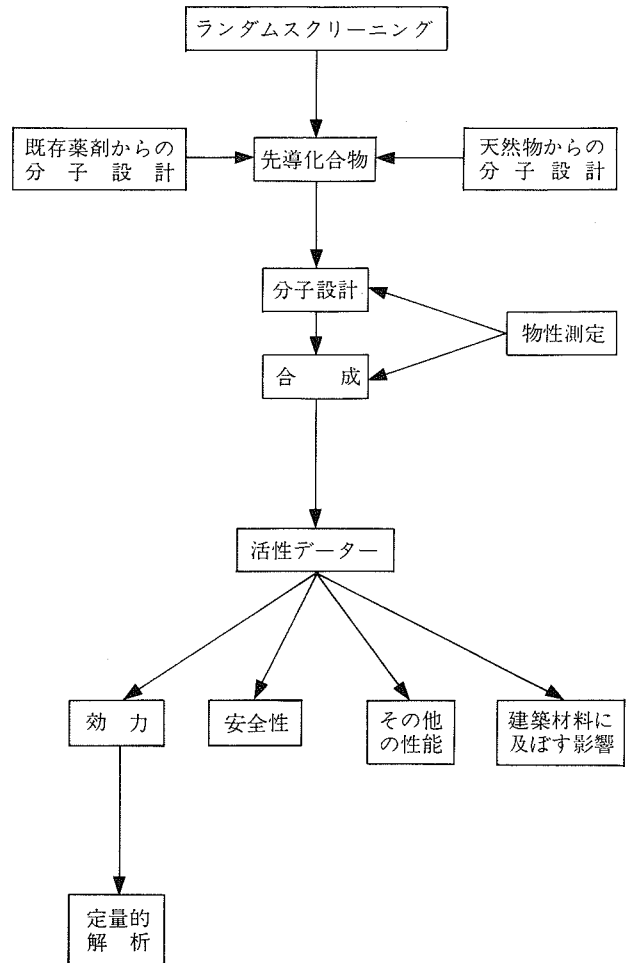 ランダムスクリーニング
既存薬剤からの
分子設計
先導化合物
天然物からの
分子設計
分子設計
物性測定
合成
活性データー
効力
安全性
その他
の性能
建築材料に
及ぼす影響
定量的
解析